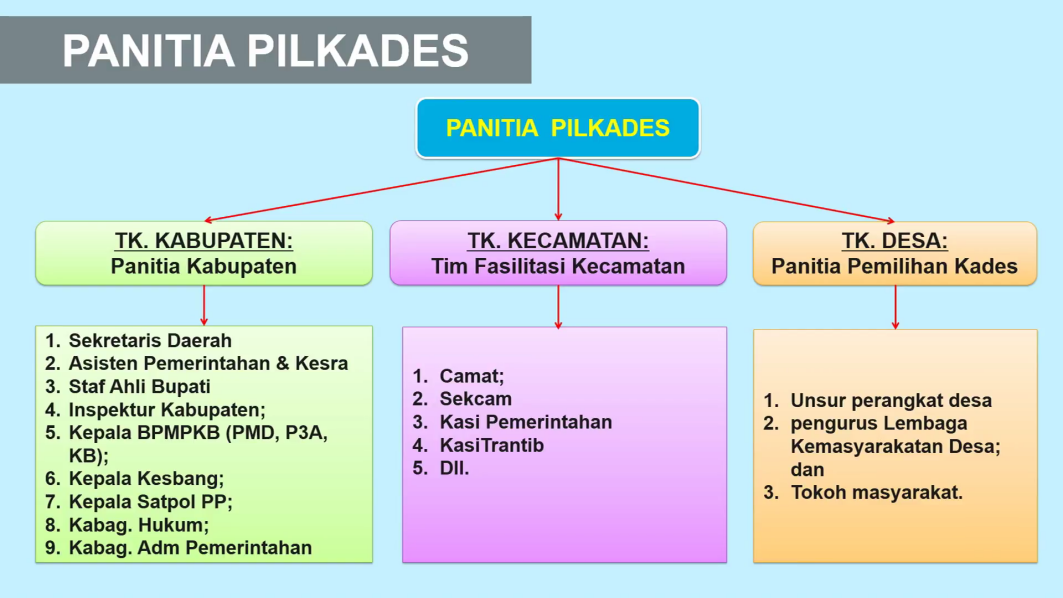 PANITIA PILKADES
PANITIA PILKADES
TK. KABUPATEN:
Panitia Kabupaten
1. Sekretaris Daerah
2. Asisten Pemerintahan & Kesra
3. Staf Ahli Bupati
4. Inspektur Kabupaten;
5. Kepala BPMPKB (PMD, P3A,
KB);
6. Kepala Kesbang;
7. Kepala Satpol PP;
8. Kabag. Hukum;
9. Kabag. Adm Pemerintahan
TK. KECAMATAN:
Tim Fasilitasi Kecamatan
1. Camat;
2. Sekcam
3. Kasi Pemerintahan
4. KasiTrantib
5. Dll.
TK. DESA:
Panitia Pemilihan Kades
1. Unsur perangkat desa
2. pengurus Lembaga
Kemasyarakatan Desa;
dan
3. Tokoh masyarakat.